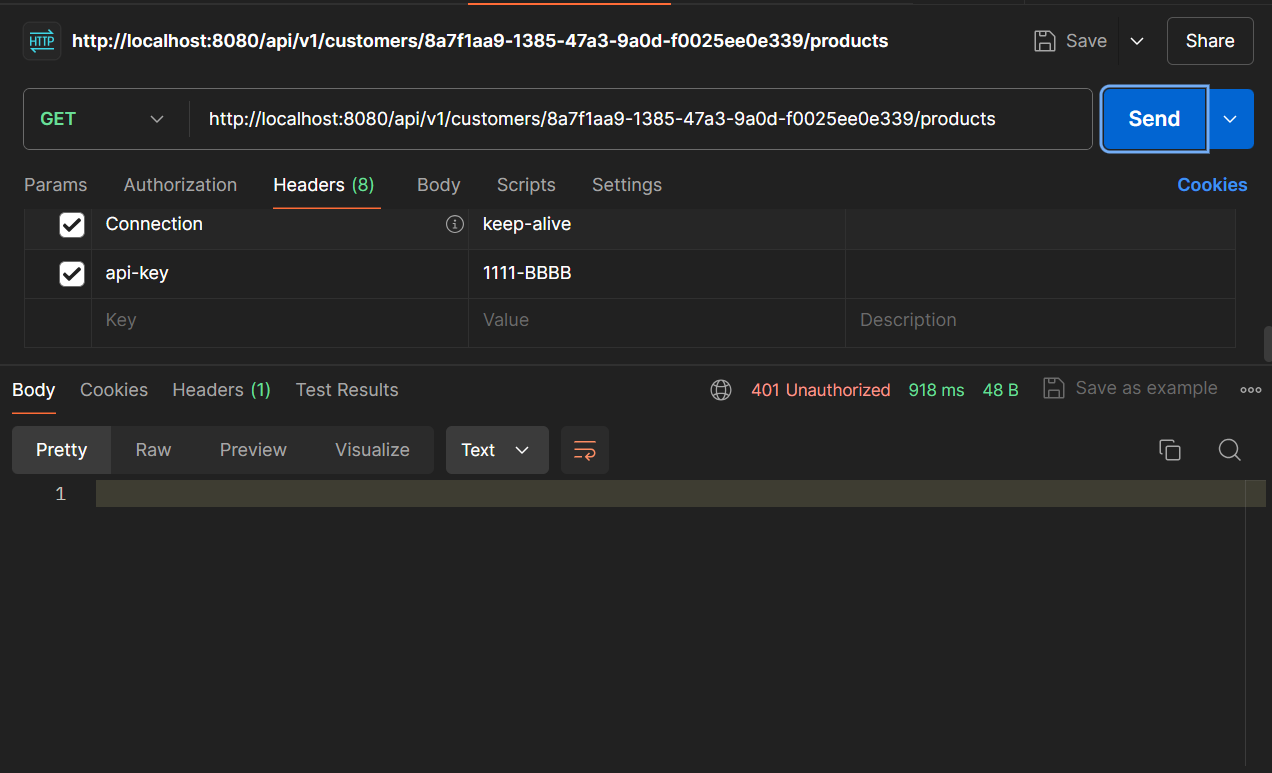 HTTP http://localhost:8080/api/v1/customers/8a7f1aa9-1385-47a3-9a0d-f0025ee0e339/products Save Share
GET http://localhost:8080/api/v1/customers/8a7f1aa9-1385-47a3-9a0d-f0025ee0e339/products Send
Params Authorization Headers (8) Body Scripts Settings Cookies
Connection keep-alive
api-key 1111-BBBB
Key Value Description
Body Cookies Headers (1) Test Results 401 Unauthorized 918 ms 48 B Save as example
Pretty Raw Preview Visualize Text
1